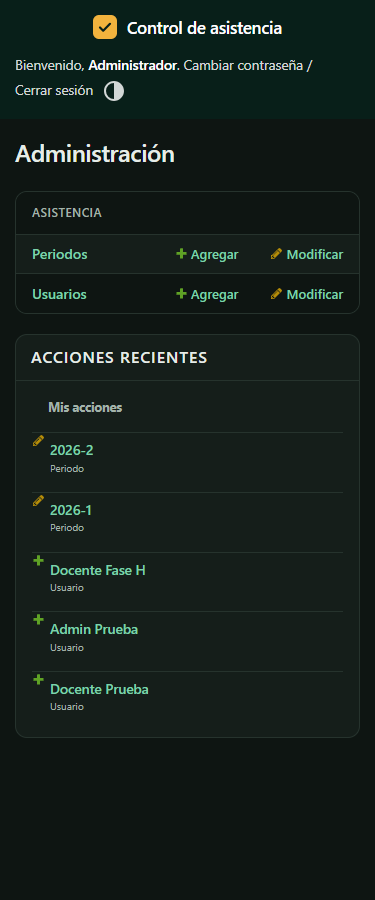 Control de asistencia
Bienvenido, Administrador. Cambiar contraseña /
Cerrar sesión
Administración
ASISTENCIA
Periodos Agregar Modificar
Usuarios Agregar Modificar
ACCIONES RECIENTES
Mis acciones
2026-2
Periodo
2026-1
Periodo
Docente Fase H
Usuario
Admin Prueba
Usuario
Docente Prueba
Usuario